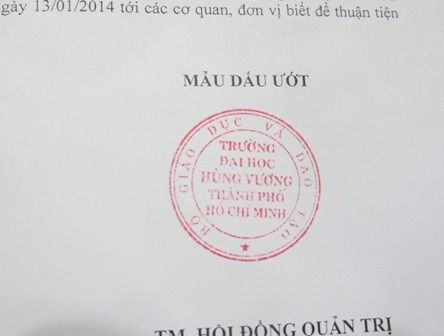 gày 13/01/2014 tới các cơ quan, đơn vị biết để thuận tiện
MẪU DẤU ƯỚT
BỘ GIÁO DỤC VÀ ĐÀO TẠO
TRƯỜNG
ĐẠI HỌC
HÙNG VƯƠNG
THÀNH PHỐ
HỒ CHÍ MINH
TM. HỘI ĐỒNG QUẢN TRỊ